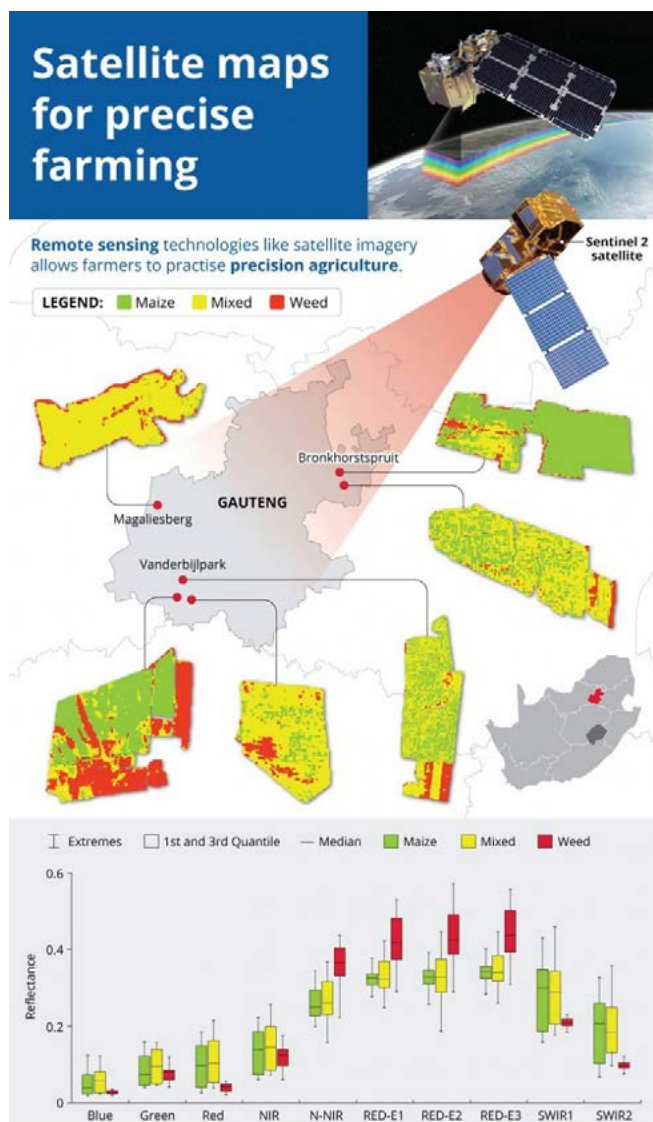 Satellite maps
for precise
farming
Remote sensing technologies like satellite imagery
allows farmers to practise precision agriculture.
Sentinel 2
satellite
LEGEND: Maize Mixed Weed
Bronkhorstspruit
GAUTENG
Magaliesberg
Vanderbijlpark
Extremes 1st and 3rd Quantile Median Maize Mixed Weed
0.6
0.4
0.2
0
Reflectance
Blue Green Red NIR N-NIR RED-E1 RED-E2 RED-E3 SWIR1 SWIR2